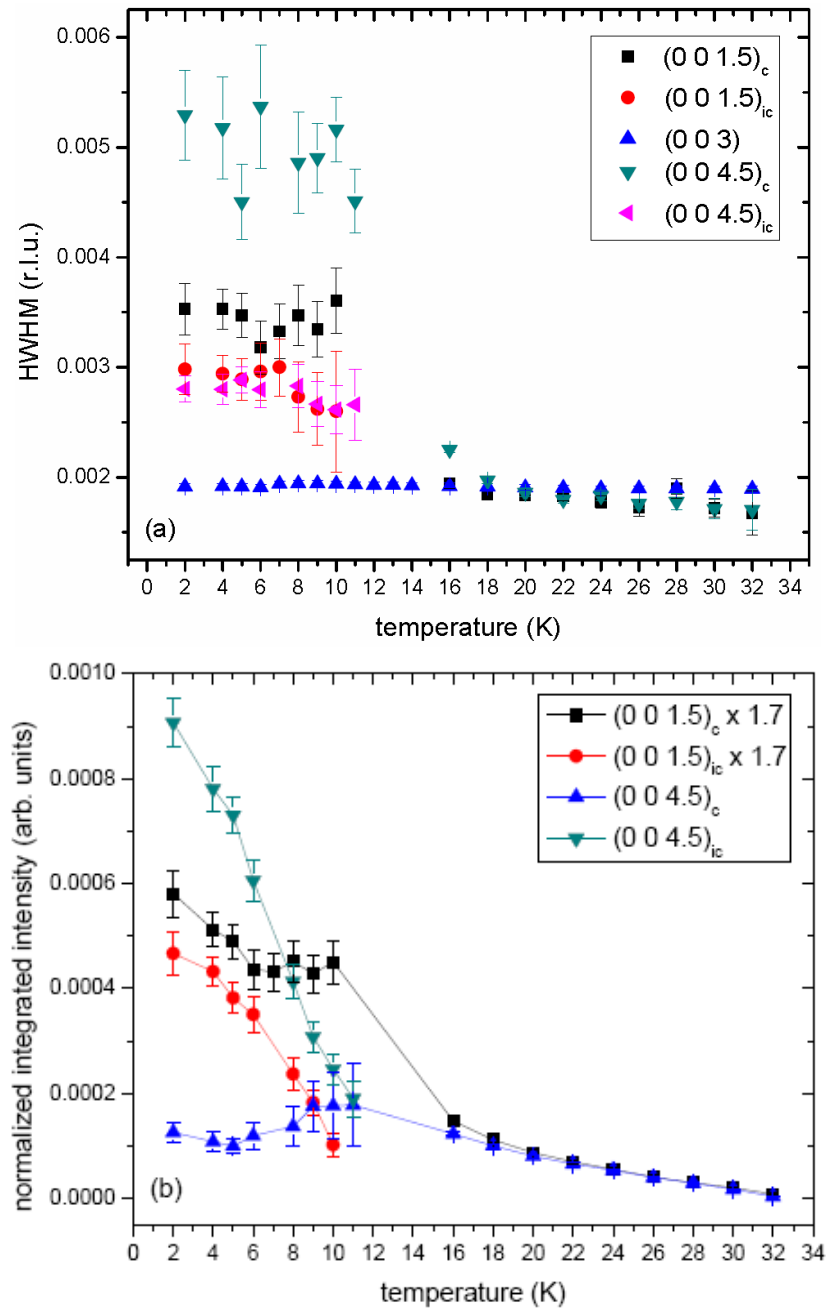 0.006
0.005
0.004
0.003
0.002
HWHM (r.l.u.)
(0 0 1.5)c
(0 0 1.5)ic
(0 0 3)
(0 0 4.5)c
(0 0 4.5)ic
(a)
0 2 4 6 8 10 12 14 16 18 20 22 24 26 28 30 32 34
temperature (K)
0.0010
0.0008
0.0006
0.0004
0.0002
0.0000
normalized integrated intensity (arb. units)
(0 0 1.5)c x 1.7
(0 0 1.5)ic x 1.7
(0 0 4.5)c
(0 0 4.5)ic
(b)
0 2 4 6 8 10 12 14 16 18 20 22 24 26 28 30 32 34
temperature (K)